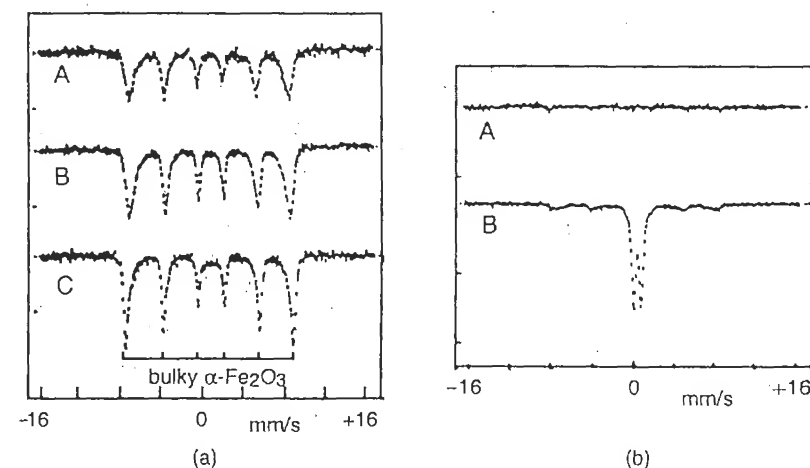 A
B
C
bulky α-Fe2O3
-16 0 mm/s +16
(a)
(b)
A
B
-16 0 mm/s +16
(b)